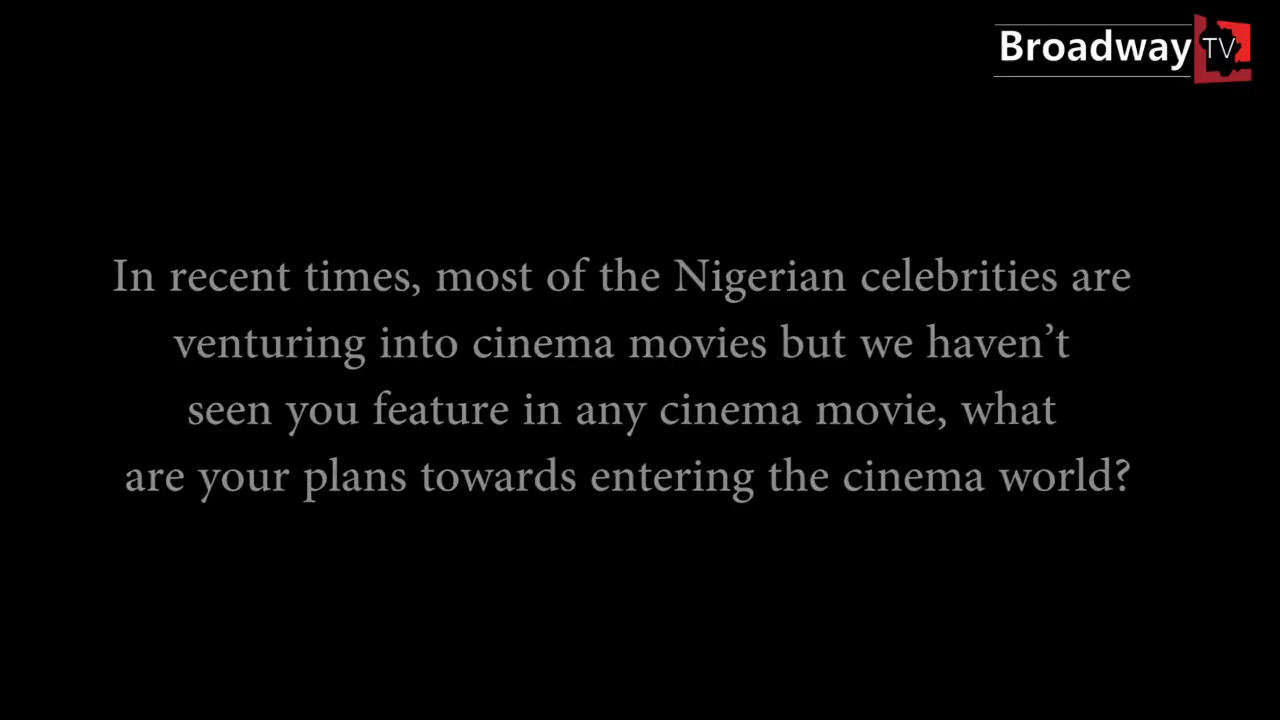 Broadway TV
In recent times, most of the Nigerian celebrities are
venturing into cinema movies but we haven’t
seen you feature in any cinema movie, what
are your plans towards entering the cinema world?